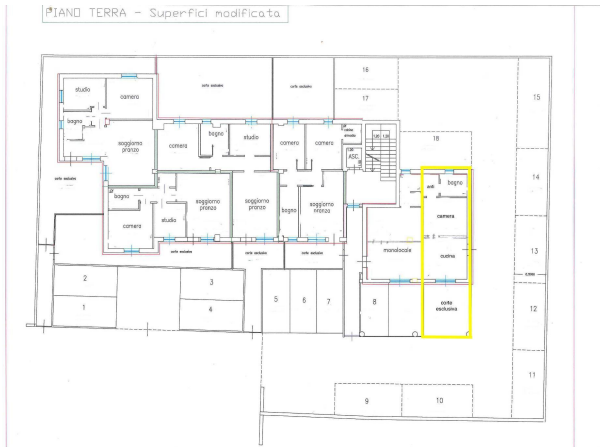 PIANO TERRA - Superfici modificata
16
15
studio
camera
corte esclusiva
corte esclusiva
17
bagno
bagno
studio
18
camera
camera
camera
soggiorno
pranzo
ASC.
14
corte esclusiva
bagno
camera
bagno
soggiorno
pranzo
soggiorno
pranzo
bagno
soggiorno
pranzo
studio
camera
monolocale
cucina
13
corte esclusiva
corte esclusiva
corte esclusiva
2
3
1
4
5
6
7
8
corte
esclusiva
12
11
9
10